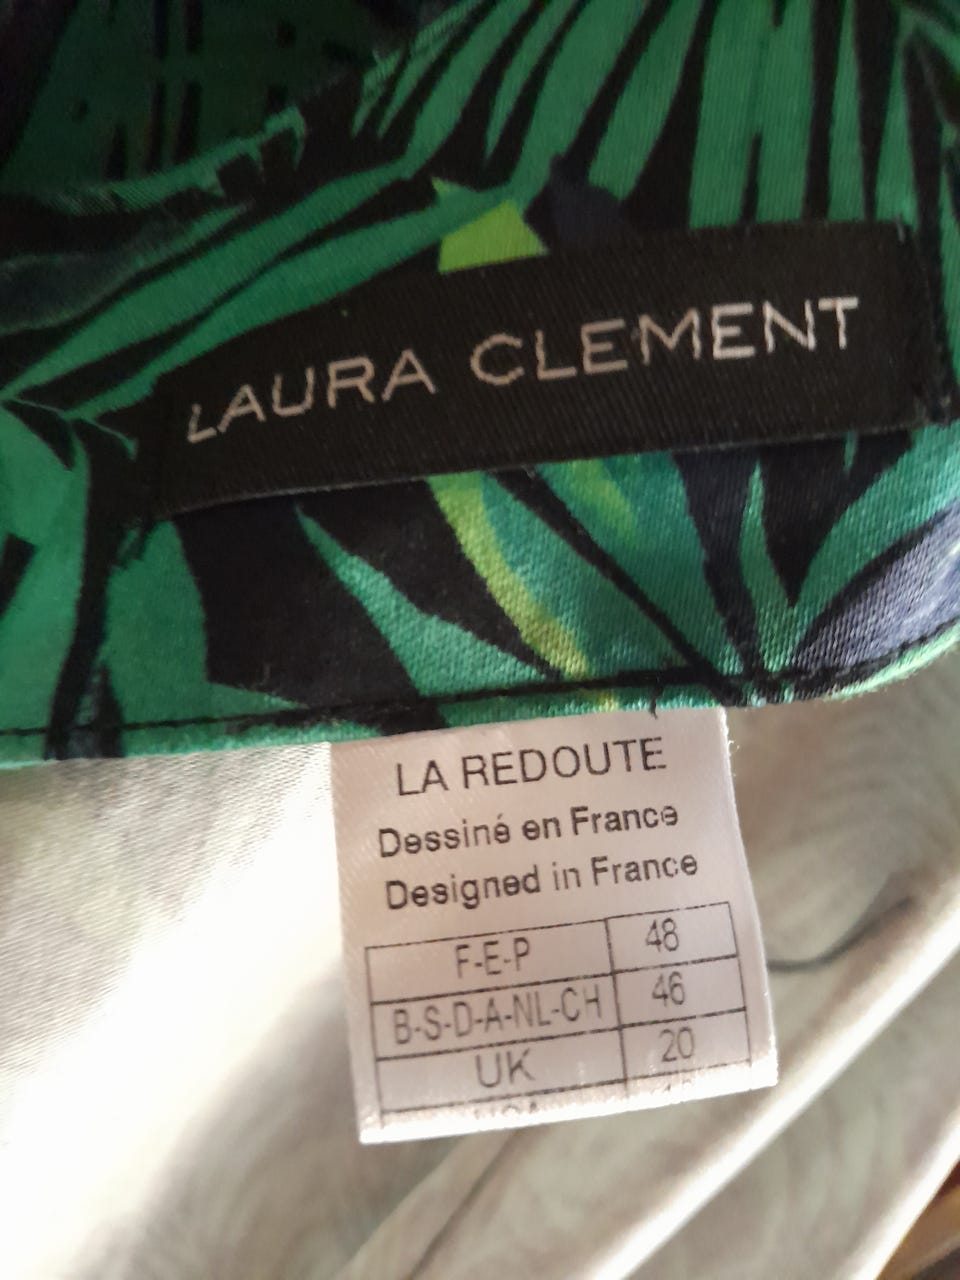 LAURA CLEMENT
LA REDOUTE
Dessiné en France
Designed in France
F-E-P 48
B-S-D-A-NL-CH 46
UK 20